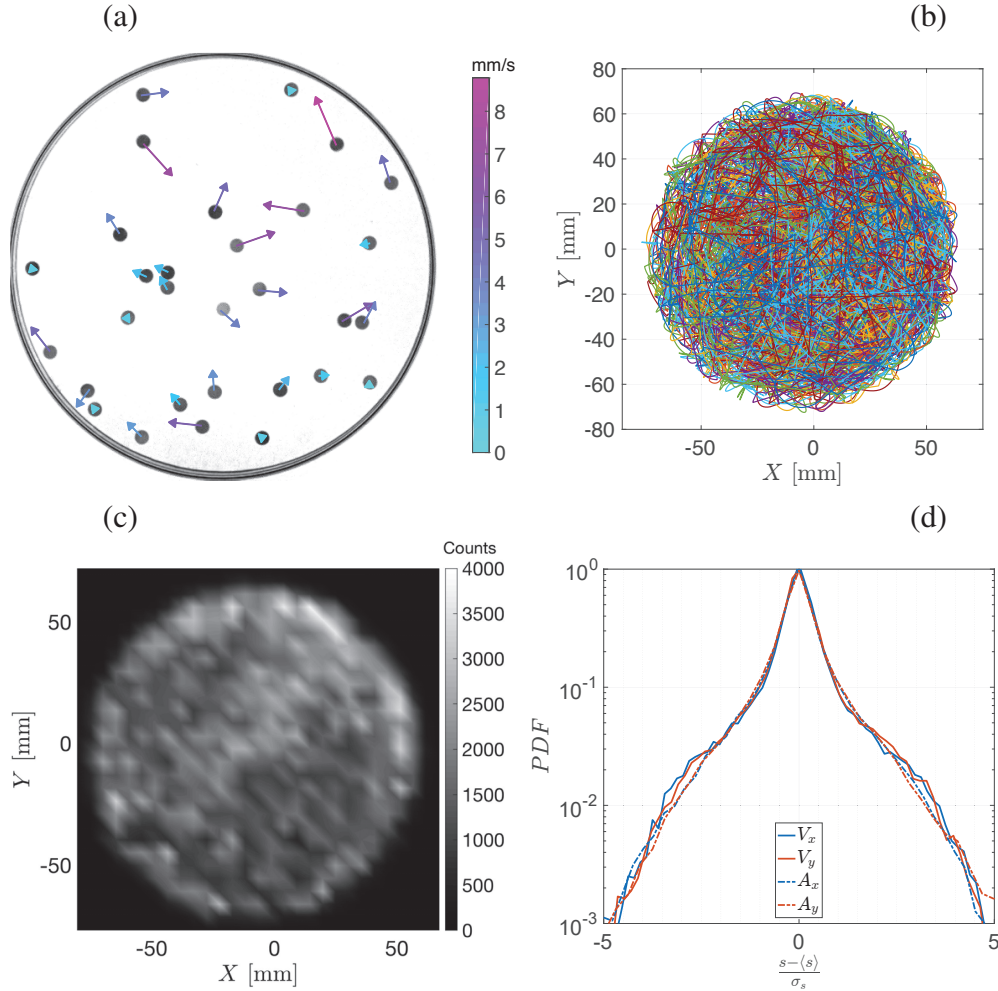 (a)
mm/s
8
7
6
5
4
3
2
1
0
(b)
80
60
40
20
0
-20
-40
-60
-80
Y [mm]
-50 0 50
X [mm]
(c)
Counts
4000
3500
3000
2500
2000
1500
1000
500
0
50
0
-50
Y [mm]
-50 0 50
X [mm]
(d)
10^0
10^-1
10^-2
10^-3
PDF
V_x
V_y
A_x
A_y
-5 0 5
s-⟨s⟩
σ_s